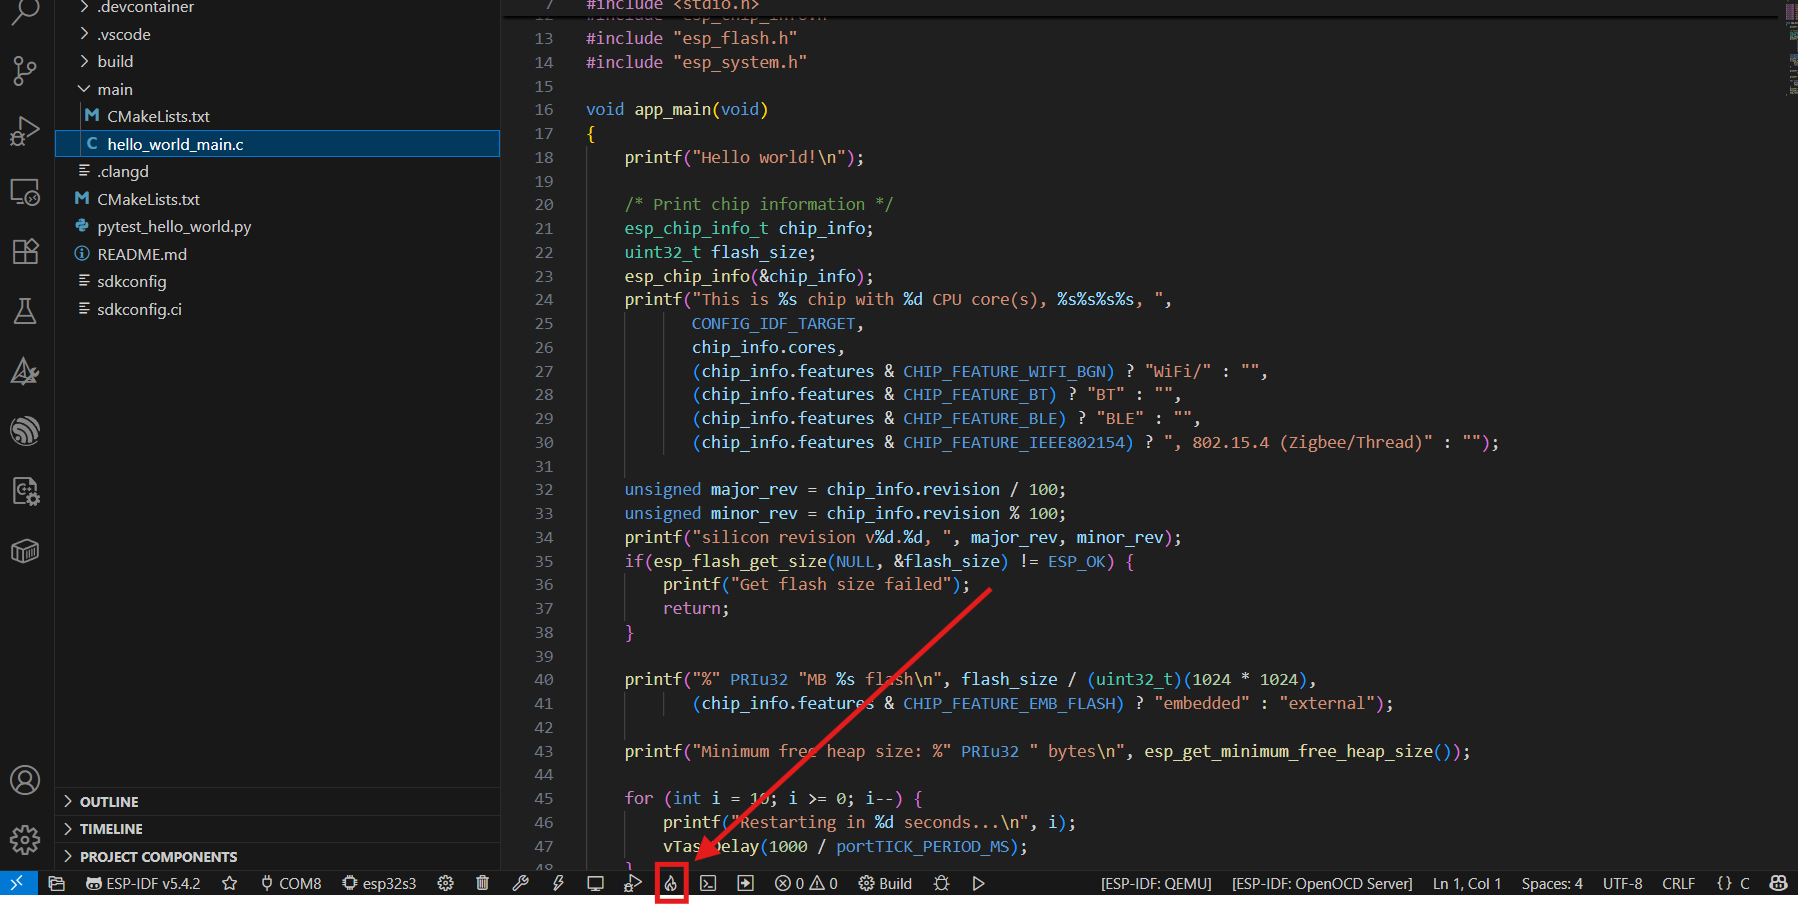 .devcontainer
.vscode
build
main
CMakeLists.txt
hello_world_main.c
.clangd
CMakeLists.txt
pytest_hello_world.py
README.md
sdkconfig
sdkconfig.ci
OUTLINE
TIMELINE
PROJECT COMPONENTS
7 #include <stdio.h>
12 #include "esp_chip_info.h"
13 #include "esp_flash.h"
14 #include "esp_system.h"
15
16 void app_main(void)
17 {
18 printf("Hello world!\n");
19
20 /* Print chip information */
21 esp_chip_info_t chip_info;
22 uint32_t flash_size;
23 esp_chip_info(&chip_info);
24 printf("This is %s chip with %d CPU core(s), %s%s%s%s, ",
25 CONFIG_IDF_TARGET,
26 chip_info.cores,
27 (chip_info.features & CHIP_FEATURE_WIFI_BGN) ? "WiFi/" : "",
28 (chip_info.features & CHIP_FEATURE_BT) ? "BT" : "",
29 (chip_info.features & CHIP_FEATURE_BLE) ? "BLE" : "",
30 (chip_info.features & CHIP_FEATURE_IEEE802154) ? ", 802.15.4 (Zigbee/Thread)" : "");
31
32 unsigned major_rev = chip_info.revision / 100;
33 unsigned minor_rev = chip_info.revision % 100;
34 printf("silicon revision v%d.%d, ", major_rev, minor_rev);
35 if(esp_flash_get_size(NULL, &flash_size) != ESP_OK) {
36 printf("Get flash size failed");
37 return;
38 }
39
40 printf("%" PRIu32 "MB %s flash\n", flash_size / (uint32_t)(1024 * 1024),
41 (chip_info.features & CHIP_FEATURE_EMB_FLASH) ? "embedded" : "external");
42
43 printf("Minimum free heap size: %" PRIu32 " bytes\n", esp_get_minimum_free_heap_size());
44
45 for (int i = 10; i >= 0; i--) {
46 printf("Restarting in %d seconds...\n", i);
47 vTaskDelay(1000 / portTICK_PERIOD_MS);
48 }
ESP-IDF v5.4.2 COM8 esp32s3 0 0 Build [ESP-IDF: QEMU] [ESP-IDF: OpenOCD Server] Ln 1, Col 1 Spaces: 4 UTF-8 CRLF {} C